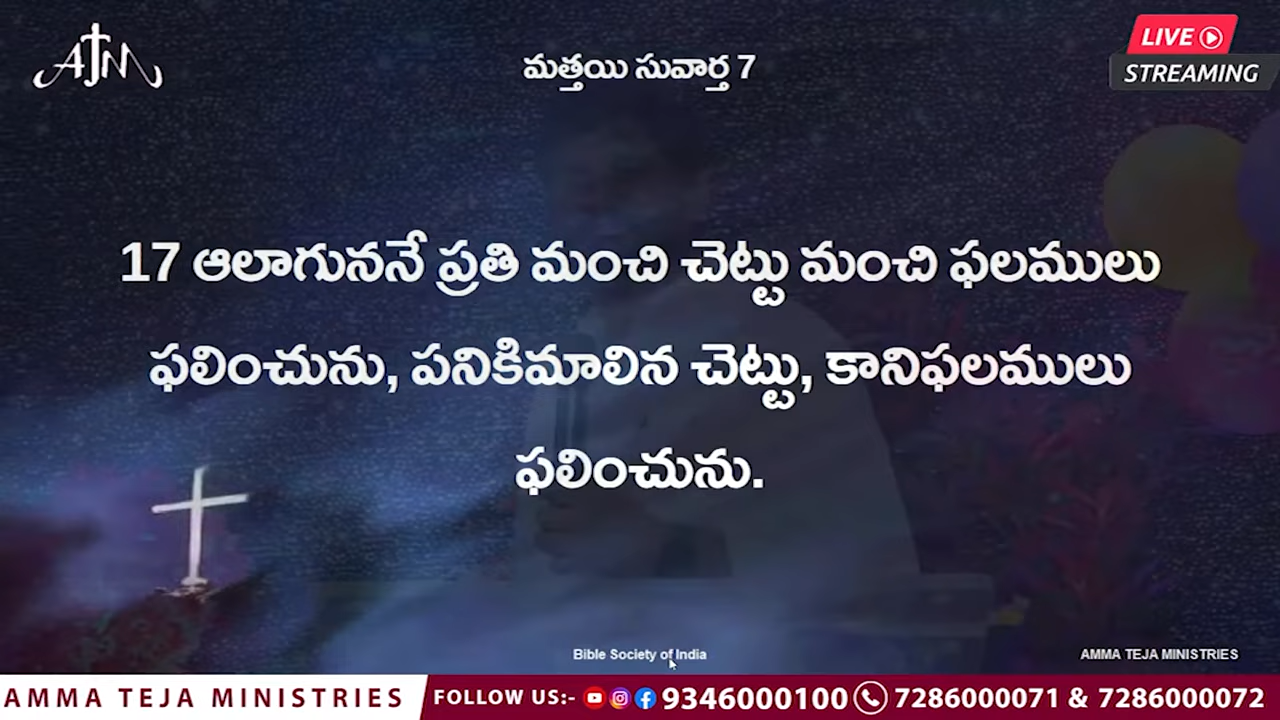 AJM
మత్తయి సువార్త 7
LIVE
STREAMING
17 ఆలాగుననే ప్రతి మంచి చెట్టు మంచి ఫలములు
ఫలించును, పనికిమాలిన చెట్టు, కానిఫలములు
ఫలించును.
Bible Society of India
AMMA TEJA MINISTRIES
AMMA TEJA MINISTRIES
FOLLOW US:- 9346000100 7286000071 & 7286000072